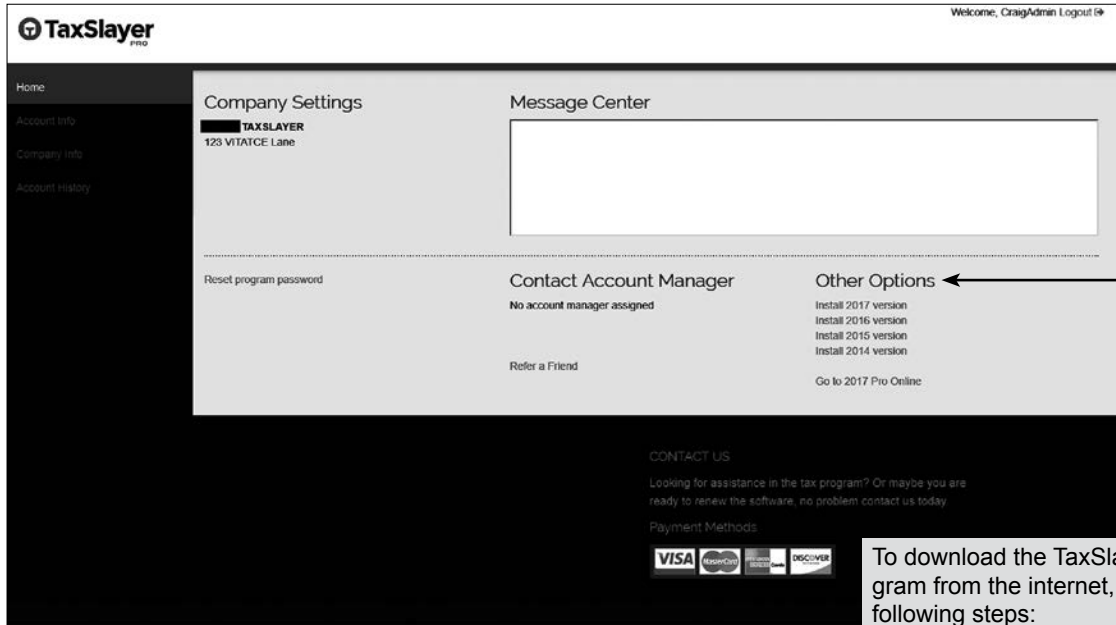 Welcome, CraigAdmin Logout
TaxSlayer
PRO
Home
Account Info
Company Info
Account History
Company Settings
TAXSLAYER
123 VITATCE Lane
Message Center
Reset program password
Contact Account Manager
No account manager assigned
Refer a Friend
Other Options
Install 2017 version
Install 2016 version
Install 2015 version
Install 2014 version
Go to 2017 Pro Online
CONTACT US
Looking for assistance in the tax program? Or maybe you are
ready to renew the software, no problem contact us today.
Payment Methods
VISA MasterCard DISCOVER
To download the TaxSla
gram from the internet,
following steps: